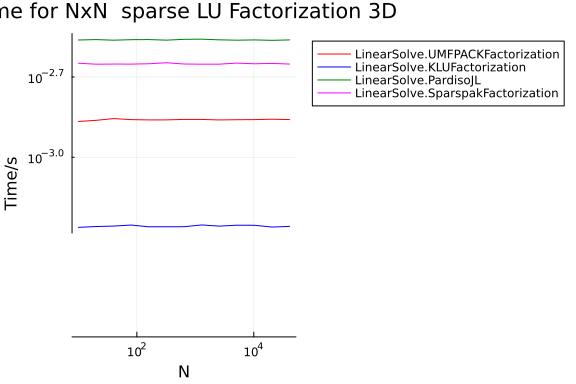 me for NxN sparse LU Factorization 3D
LinearSolve.UMFPACKFactorization
LinearSolve.KLUFactorization
LinearSolve.PardisoJL
LinearSolve.SparspakFactorization
10^-2.7
10^-3.0
Time/s
10^2
10^4
N